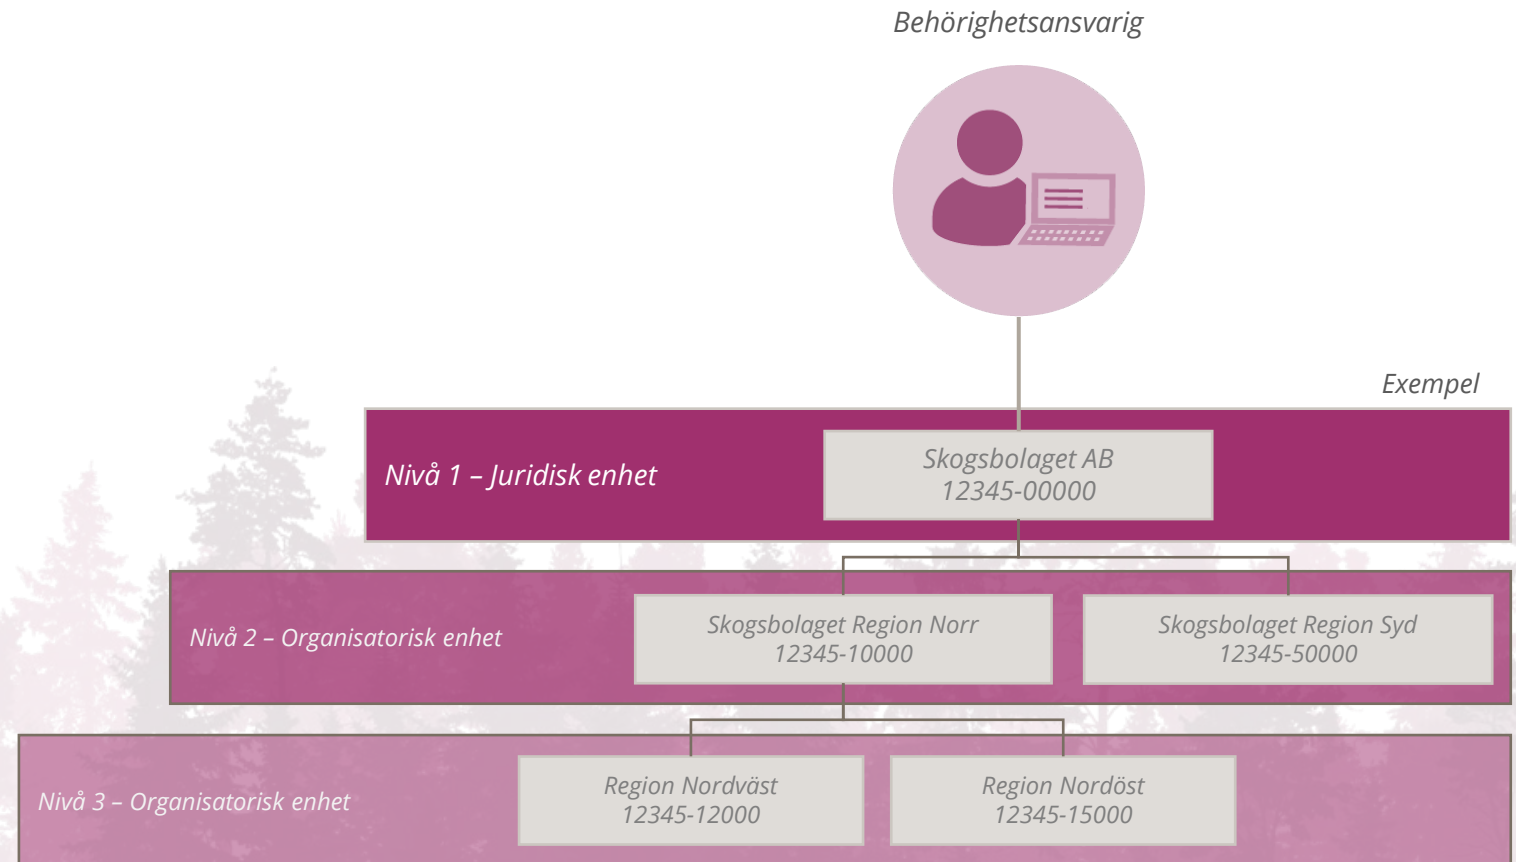 Behörighetsansvarig
Exempel
Nivå 1 – Juridisk enhet
Skogsbolaget AB
12345-00000
Nivå 2 – Organisatorisk enhet
Skogsbolaget Region Norr
12345-10000
Skogsbolaget Region Syd
12345-50000
Nivå 3 – Organisatorisk enhet
Region Nordväst
12345-12000
Region Nordöst
12345-15000